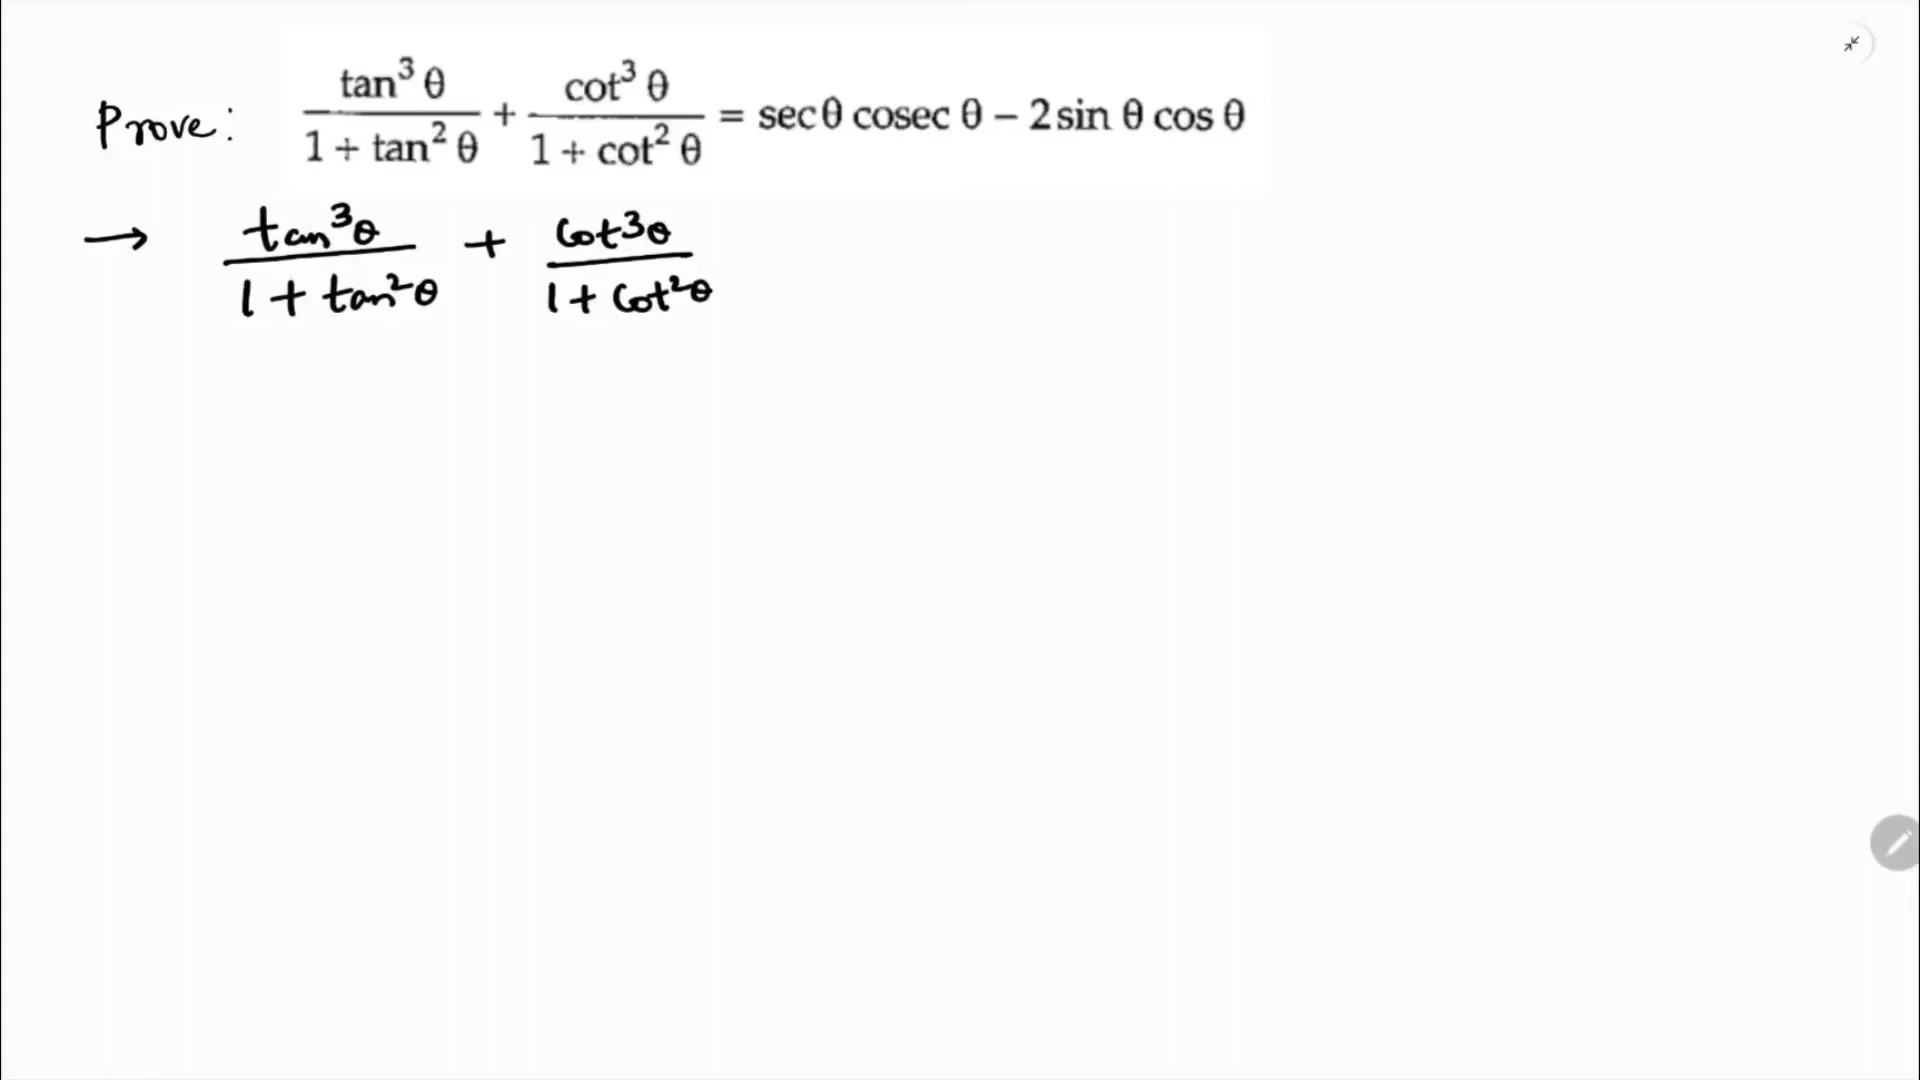 Prove: tan³ θ / 1 + tan² θ + cot³ θ / 1 + cot² θ = sec θ cosec θ − 2 sin θ cos θ
→ tan³θ / 1 + tan²θ + cot³θ / 1 + cot²θ